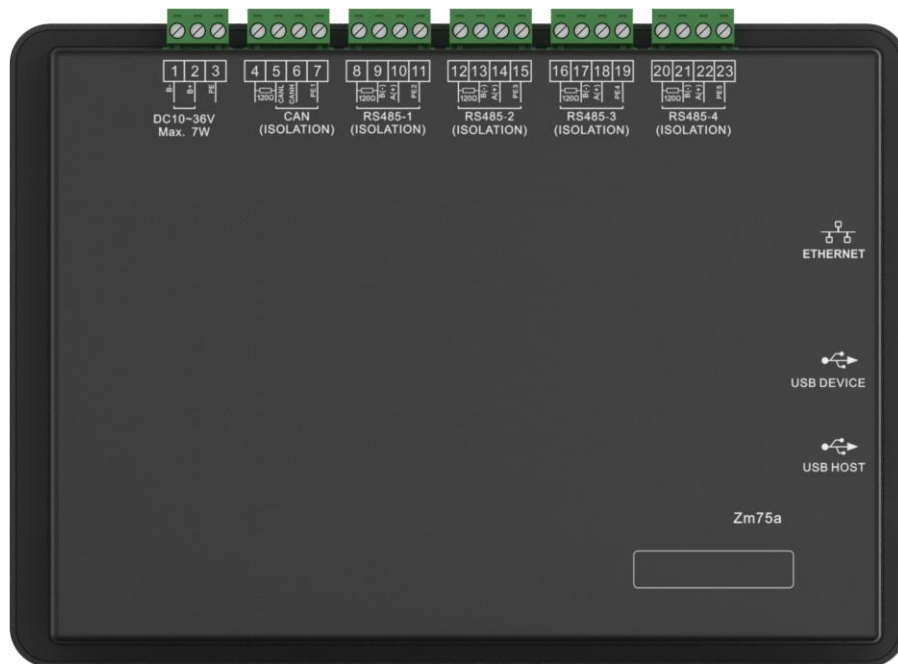 1 2 3
B- B+ PE
DC10~36V
Max. 7W
4 5 6 7
120Ω CANL CANH PE1
CAN
(ISOLATION)
8 9 10 11
120Ω B(-) A(+) PE2
RS485-1
(ISOLATION)
12 13 14 15
120Ω B(-) A(+) PE3
RS485-2
(ISOLATION)
16 17 18 19
120Ω B(-) A(+) PE4
RS485-3
(ISOLATION)
20 21 22 23
120Ω B(-) A(+) PE5
RS485-4
(ISOLATION)
ETHERNET
USB DEVICE
USB HOST
Zm75a